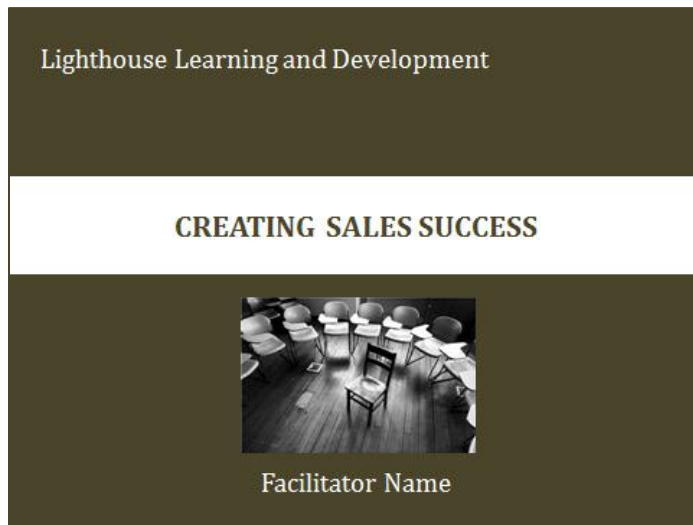 Lighthouse Learning and Development
CREATING SALES SUCCESS
Facilitator Name